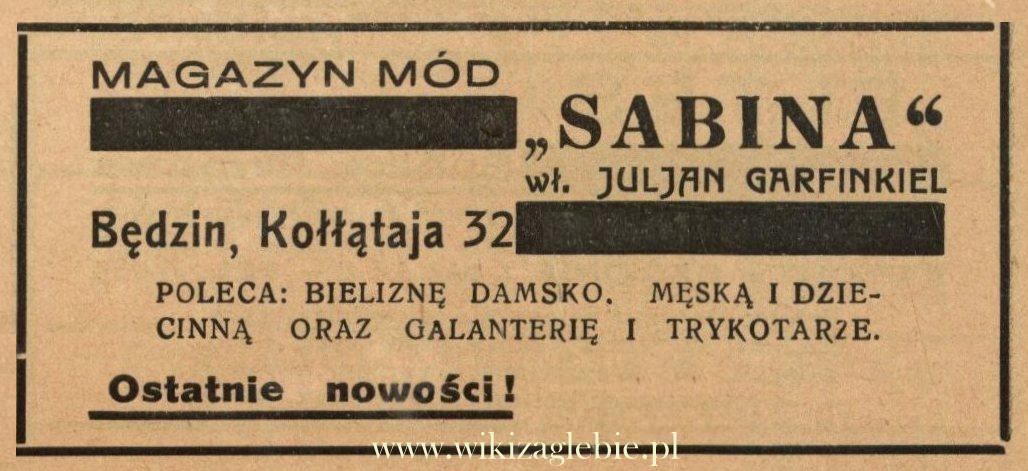 MAGAZYN MÓD
„SABINA“
wł. JULJAN GARFINKIEL
Będzin, Kołłątaja 32
POLECA: BIELIZNĘ DAMSKO. MĘSKĄ I DZIE-
CINNĄ ORAZ GALANTERIĘ I TRYKOTARZE.
Ostatnie nowości!
www.wikizaglebie.pl